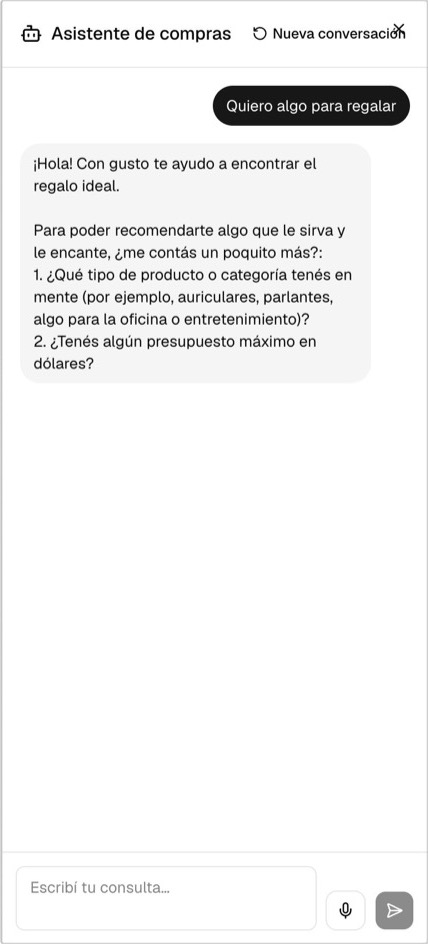 Asistente de compras
Nueva conversación
Quiero algo para regalar
¡Hola! Con gusto te ayudo a encontrar el
regalo ideal.
Para poder recomendarte algo que le sirva y
le encante, ¿me contás un poquito más?:
1. ¿Qué tipo de producto o categoría tenés en
mente (por ejemplo, auriculares, parlantes,
algo para la oficina o entretenimiento)?
2. ¿Tenés algún presupuesto máximo en
dólares?
Escribí tu consulta...